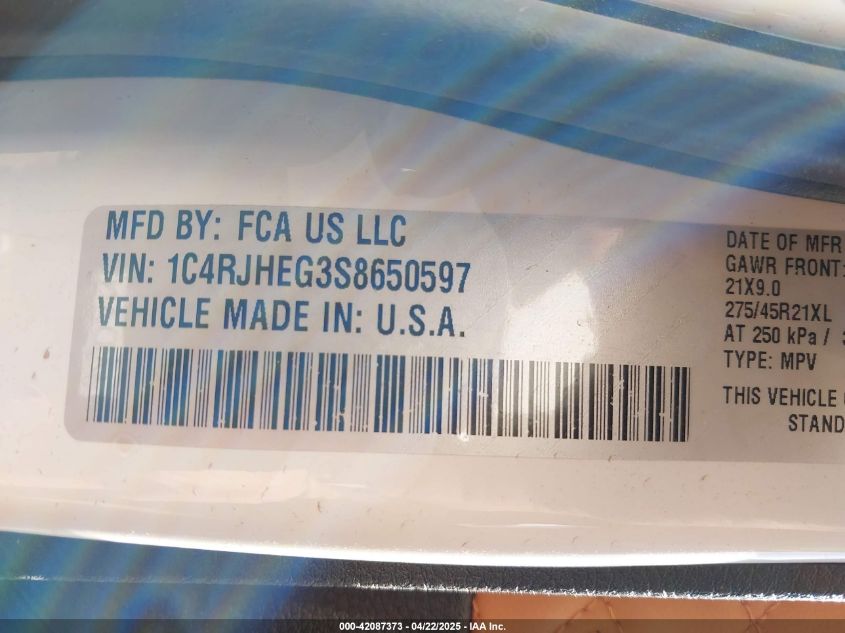 MFD BY: FCA US LLC
VIN: 1C4RJHEG3S8650597
VEHICLE MADE IN: U.S.A.
DATE OF MFR
GAWR FRONT:
21X9.0
275/45R21XL
AT 250 kPa /
TYPE: MPV
THIS VEHICLE
STAND
000-42087373 | 04/22/2025 - IAA Inc.